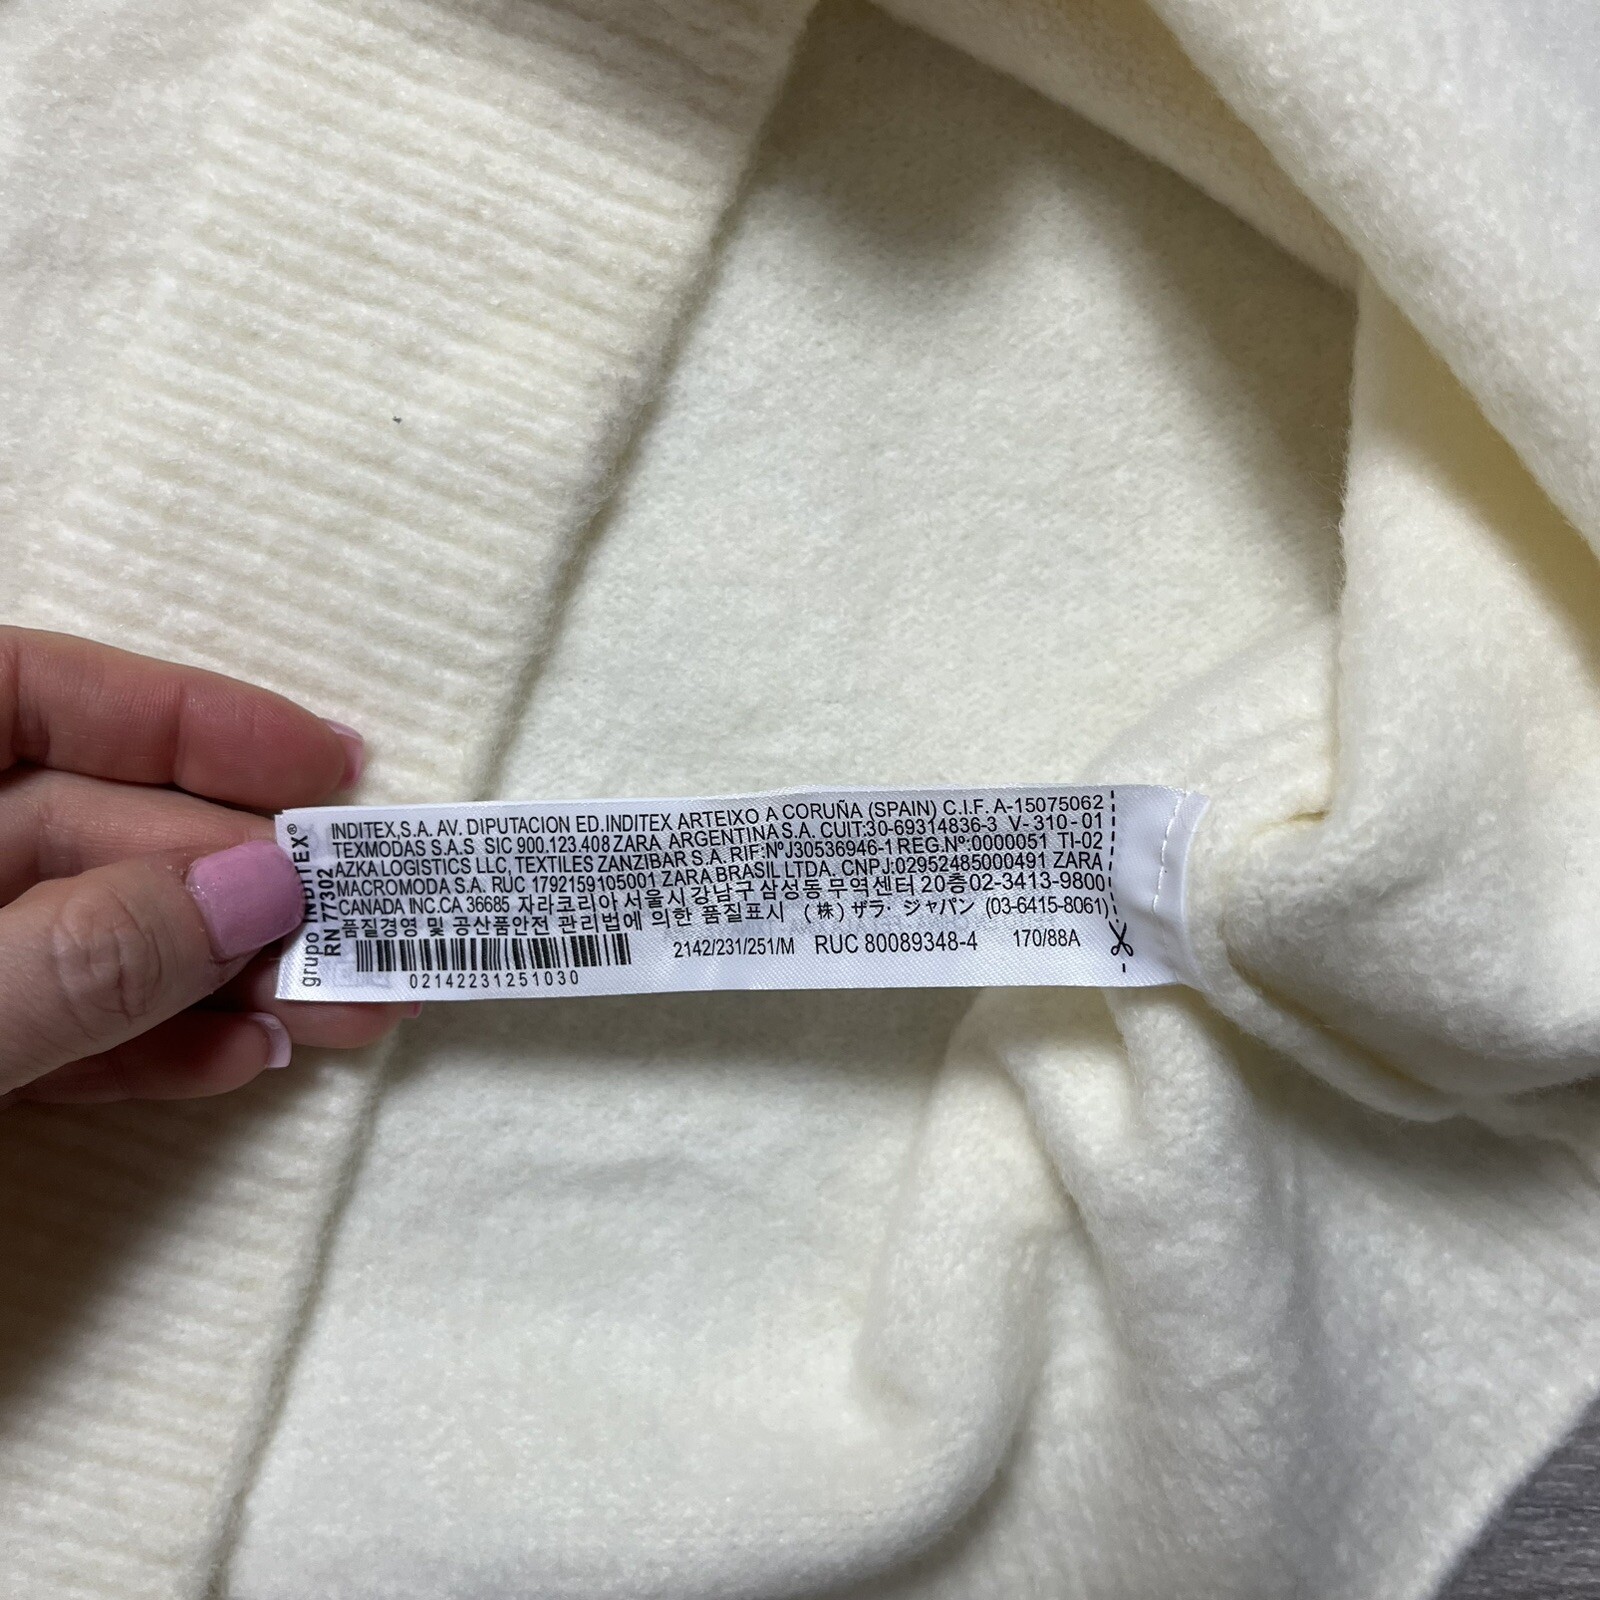 grupo INDITEX®
RN 77302
INDITEX,S.A. AV. DIPUTACION ED.INDITEX ARTEIXO A CORUÑA (SPAIN) C.I.F. A-15075062
TEXMODAS S.A.S SIC 900.123.408 ZARA ARGENTINA S.A. CUIT:30-69314836-3 V-310-01
AZKA LOGISTICS LLC, TEXTILES ZANZIBAR S.A. RIF:NºJ30536946-1 REG.Nº:0000051 TI-02
MACROMODA S.A. RUC 1792159105001 ZARA BRASIL LTDA. CNPJ:02952485000491 ZARA
CANADA INC.CA 36685 자라코리아 서울시 강남구 삼성동 무역센터 20층 02-3413-9800
품질경영 및 공산품안전 관리법에 의한 품질표시 (株) ザラ・ジャパン (03-6415-8061)
2142/231/251/M RUC 80089348-4 170/88A
02142231251030